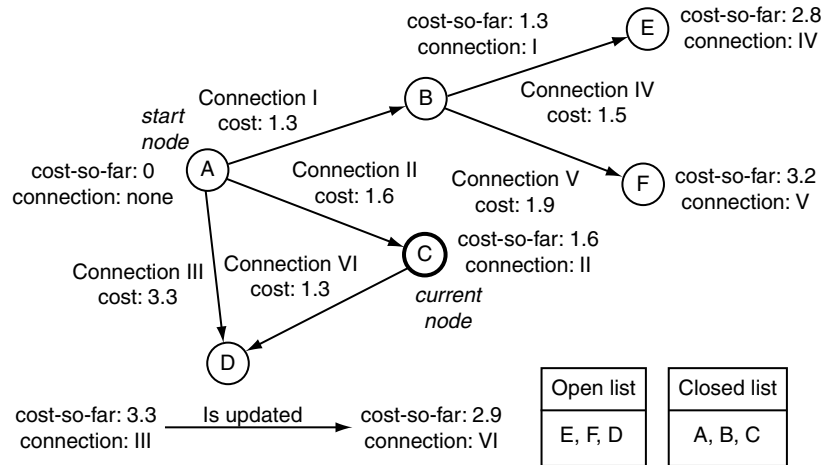 cost-so-far: 1.3
connection: I
E
cost-so-far: 2.8
connection: IV
Connection I
cost: 1.3
B
Connection IV
cost: 1.5
start
node
cost-so-far: 0
connection: none
A
Connection II
cost: 1.6
Connection V
cost: 1.9
F
cost-so-far: 3.2
connection: V
Connection III
cost: 3.3
Connection VI
cost: 1.3
C
cost-so-far: 1.6
connection: II
current
node
D
cost-so-far: 3.3
connection: III
Is updated
cost-so-far: 2.9
connection: VI
Open list
E, F, D
Closed list
A, B, C